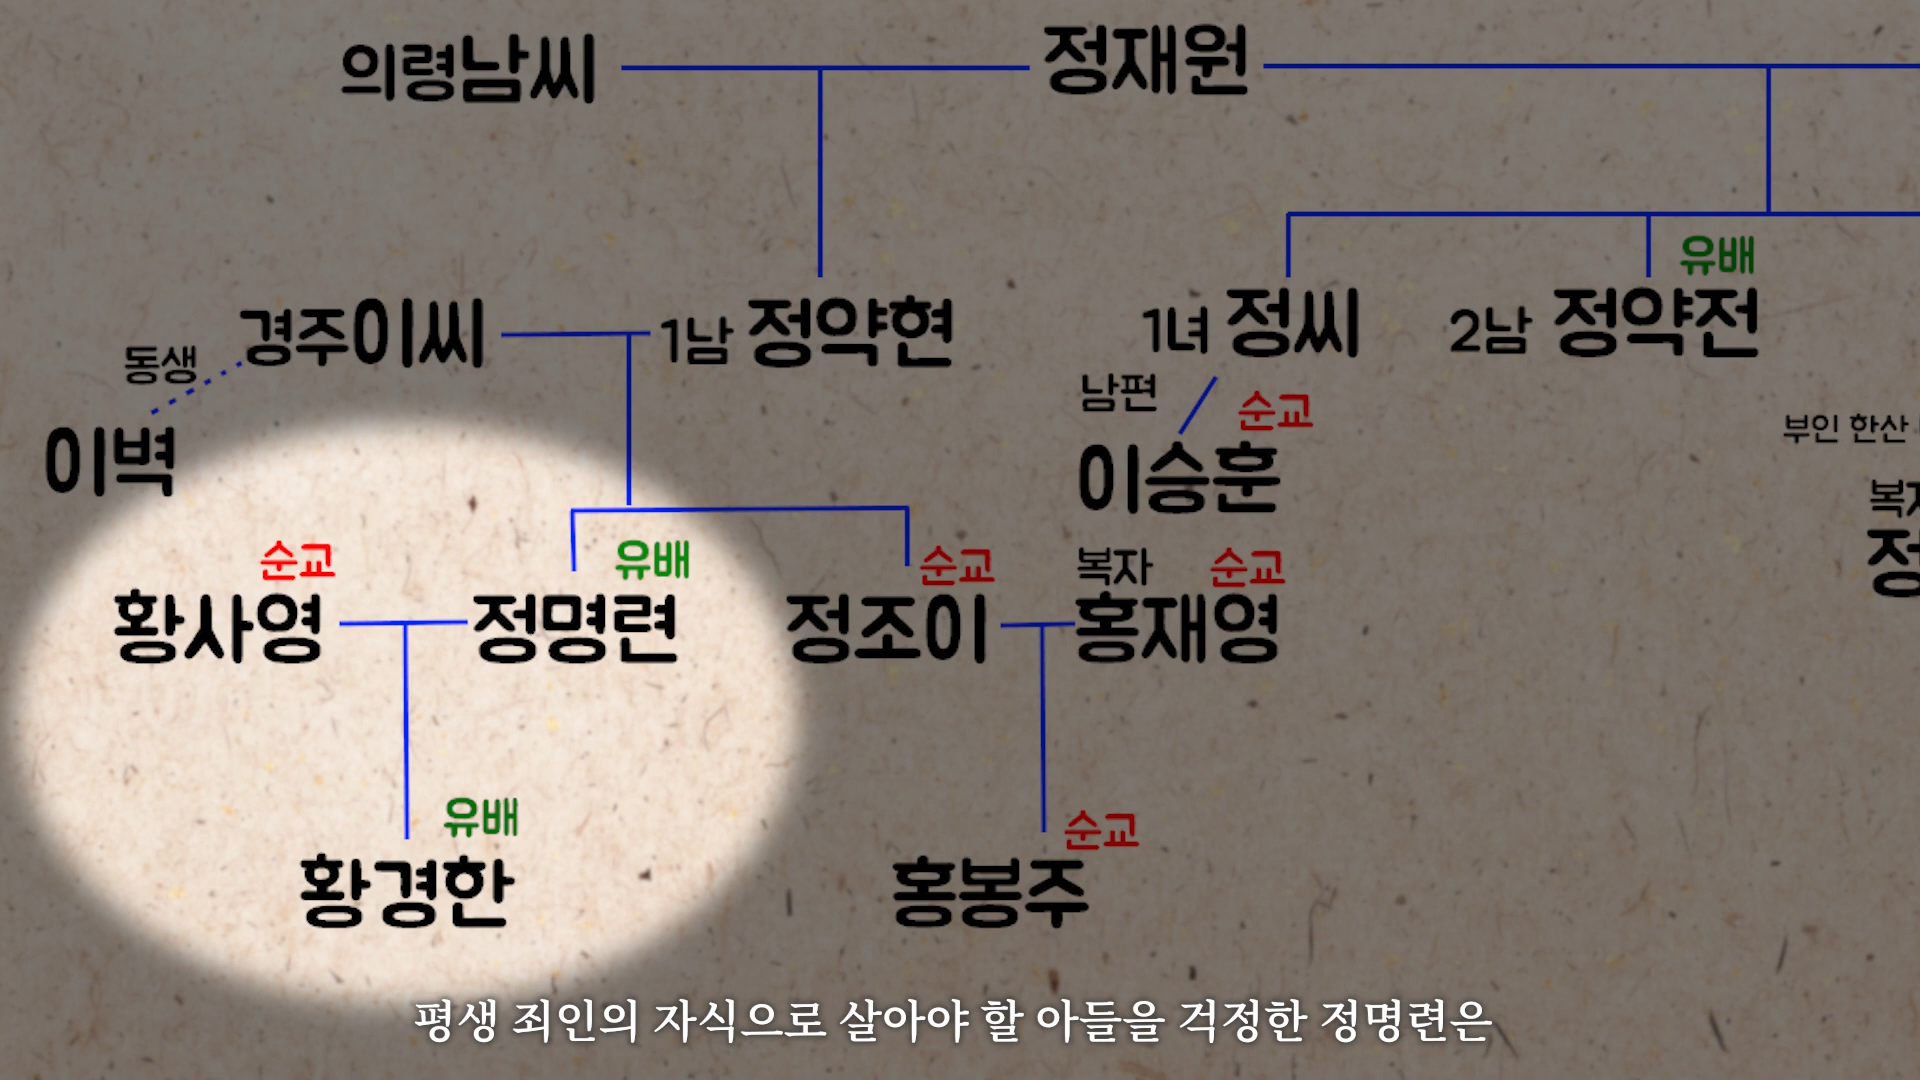 의령남씨 정재원
유배
경주이씨 1남 정약현 1녀 정씨 2남 정약전
동생 남편 순교
이벽 이승훈 부인 한산
순교 유배 순교 복자 순교
황사영 정명련 정조이 홍재영
유배 순교
황경한 홍봉주
평생 죄인의 자식으로 살아야 할 아들을 걱정한 정명련은